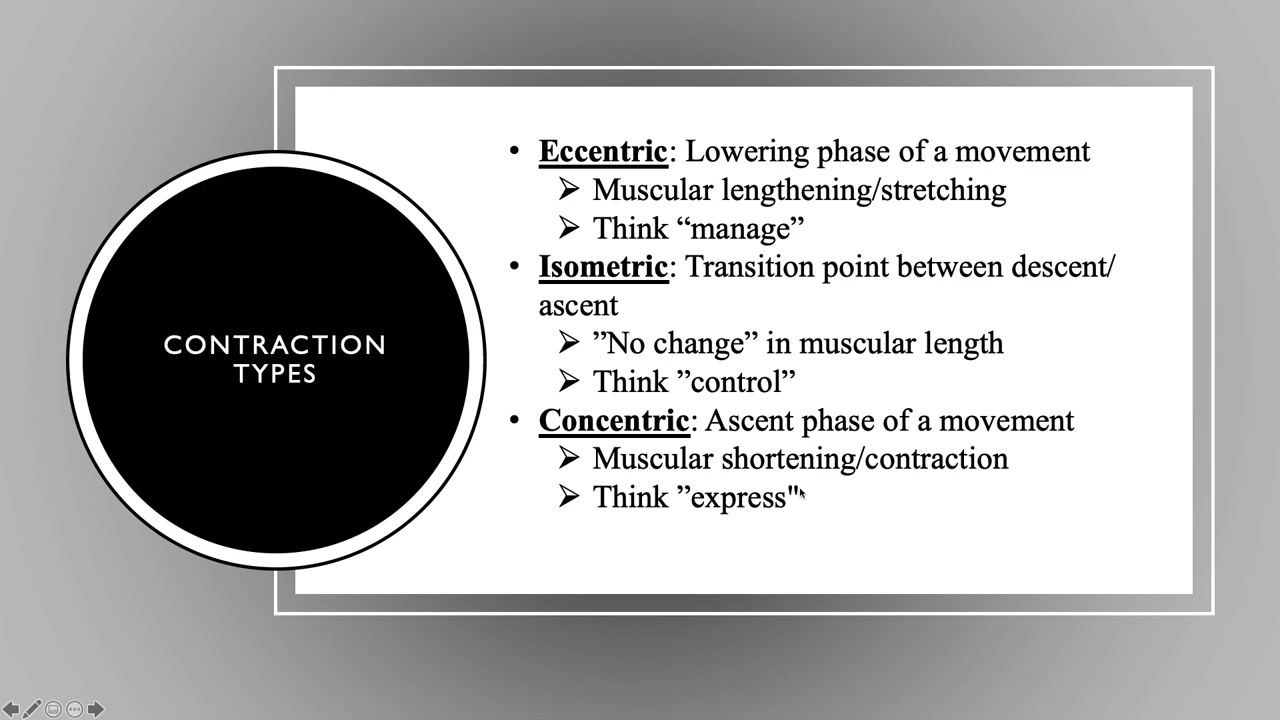 CONTRACTION
TYPES
• Eccentric: Lowering phase of a movement
➢ Muscular lengthening/stretching
➢ Think “manage”
• Isometric: Transition point between descent/
ascent
➢ ”No change” in muscular length
➢ Think ”control”
• Concentric: Ascent phase of a movement
➢ Muscular shortening/contraction
➢ Think ”express"